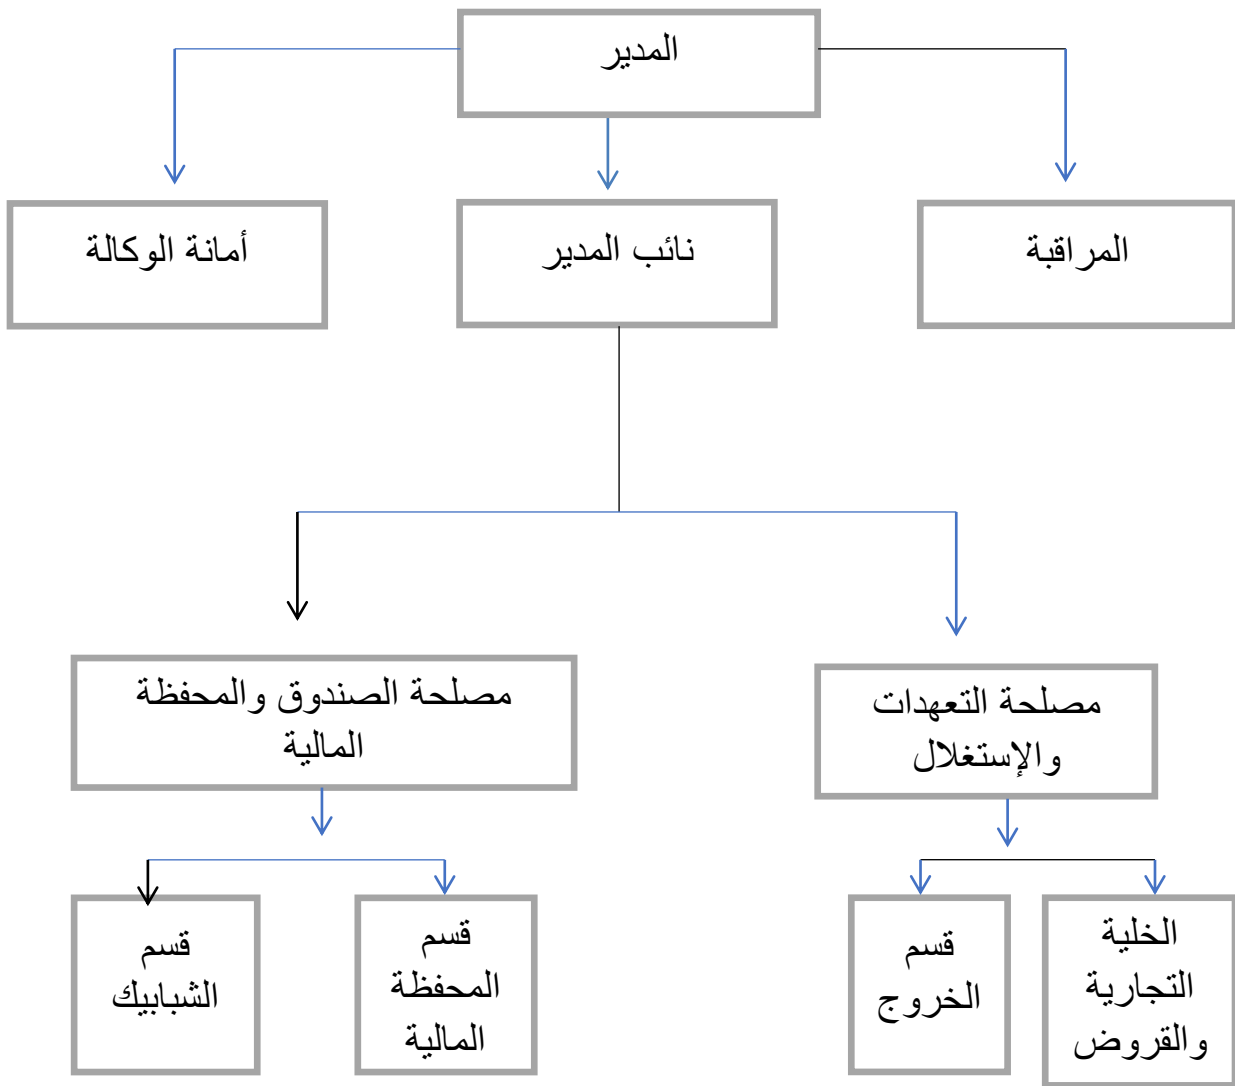 المدير
المراقبة
نائب المدير
أمانة الوكالة
مصلحة التعهدات
والإستغلال
مصلحة الصندوق والمحفظة
المالية
الخلية
التجارية
والقروض
قسم
الخروج
قسم
المحفظة
المالية
قسم
الشبابيك